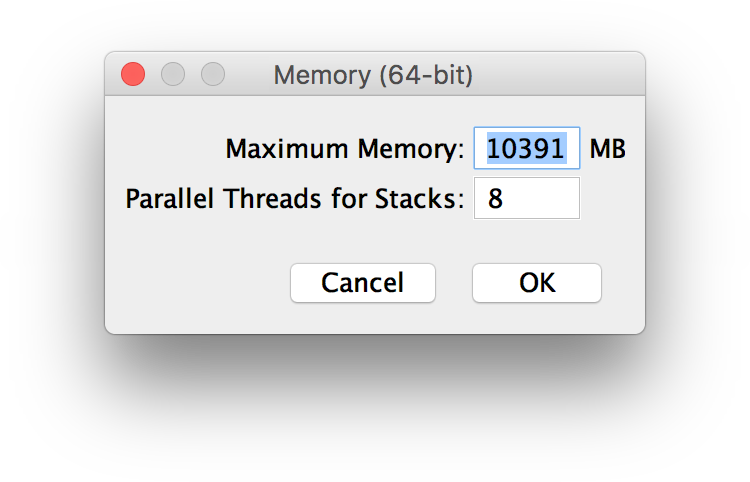 Memory (64-bit)
Maximum Memory: 10391 MB
Parallel Threads for Stacks: 8
Cancel OK